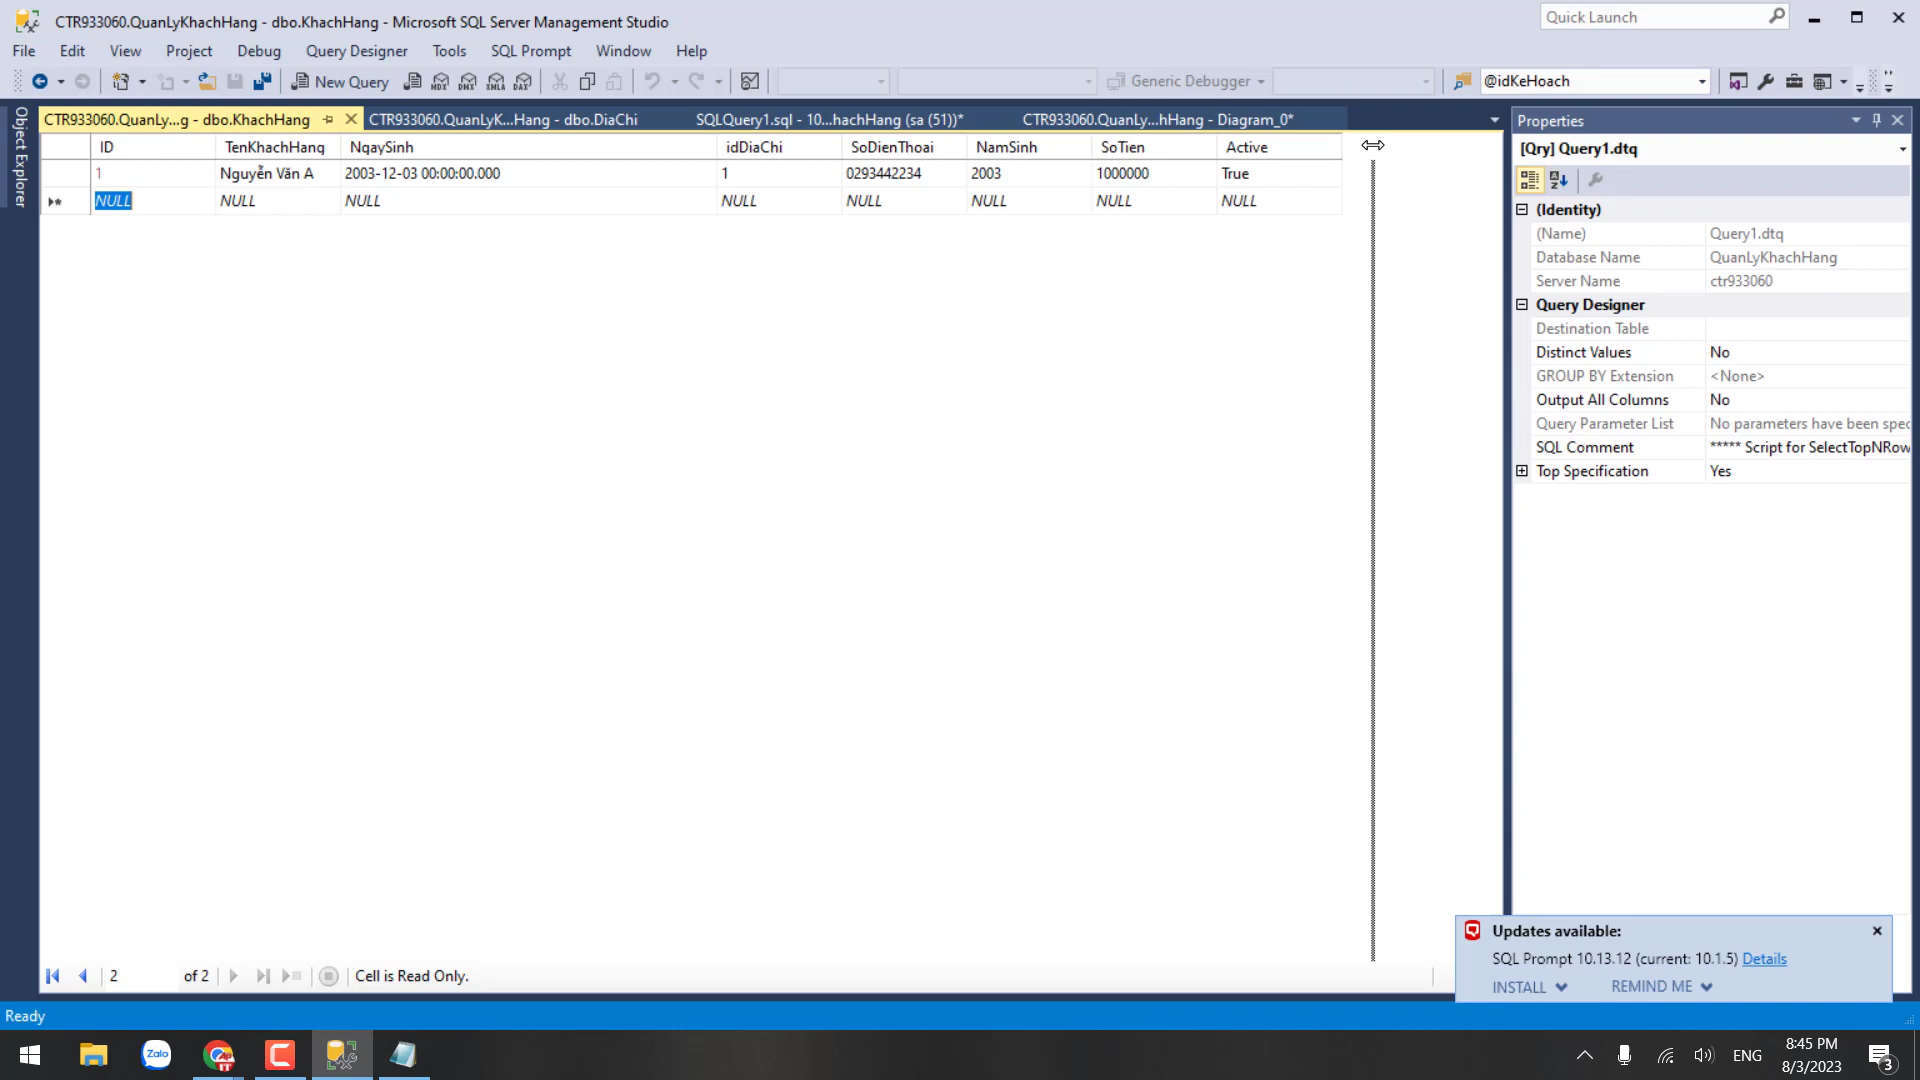 CTR933060.QuanLyKhachHang - dbo.KhachHang - Microsoft SQL Server Management Studio
Quick Launch
File Edit View Project Debug Query Designer Tools SQL Prompt Window Help
New Query MDX DMX XMLA DAX Generic Debugger @idKeHoach
Object Explorer
CTR933060.QuanLy...g - dbo.KhachHang CTR933060.QuanLyK...Hang - dbo.DiaChi SQLQuery1.sql - 10...hachHang (sa (51))* CTR933060.QuanLy...hHang - Diagram_0*
ID TenKhachHang NgaySinh idDiaChi SoDienThoai NamSinh SoTien Active
1 Nguyễn Văn A 2003-12-03 00:00:00.000 1 0293442234 2003 1000000 True
NULL NULL NULL NULL NULL NULL NULL NULL
Properties
[Qry] Query1.dtq
(Identity)
(Name) Query1.dtq
Database Name QuanLyKhachHang
Server Name ctr933060
Query Designer
Destination Table
Distinct Values No
GROUP BY Extension <None>
Output All Columns No
Query Parameter List No parameters have been spec
SQL Comment ***** Script for SelectTopNRow
Top Specification Yes
Updates available:
SQL Prompt 10.13.12 (current: 10.1.5) Details
INSTALL REMIND ME
2 of 2 Cell is Read Only.
Ready
Zalo
ENG
8:45 PM
8/3/2023
3